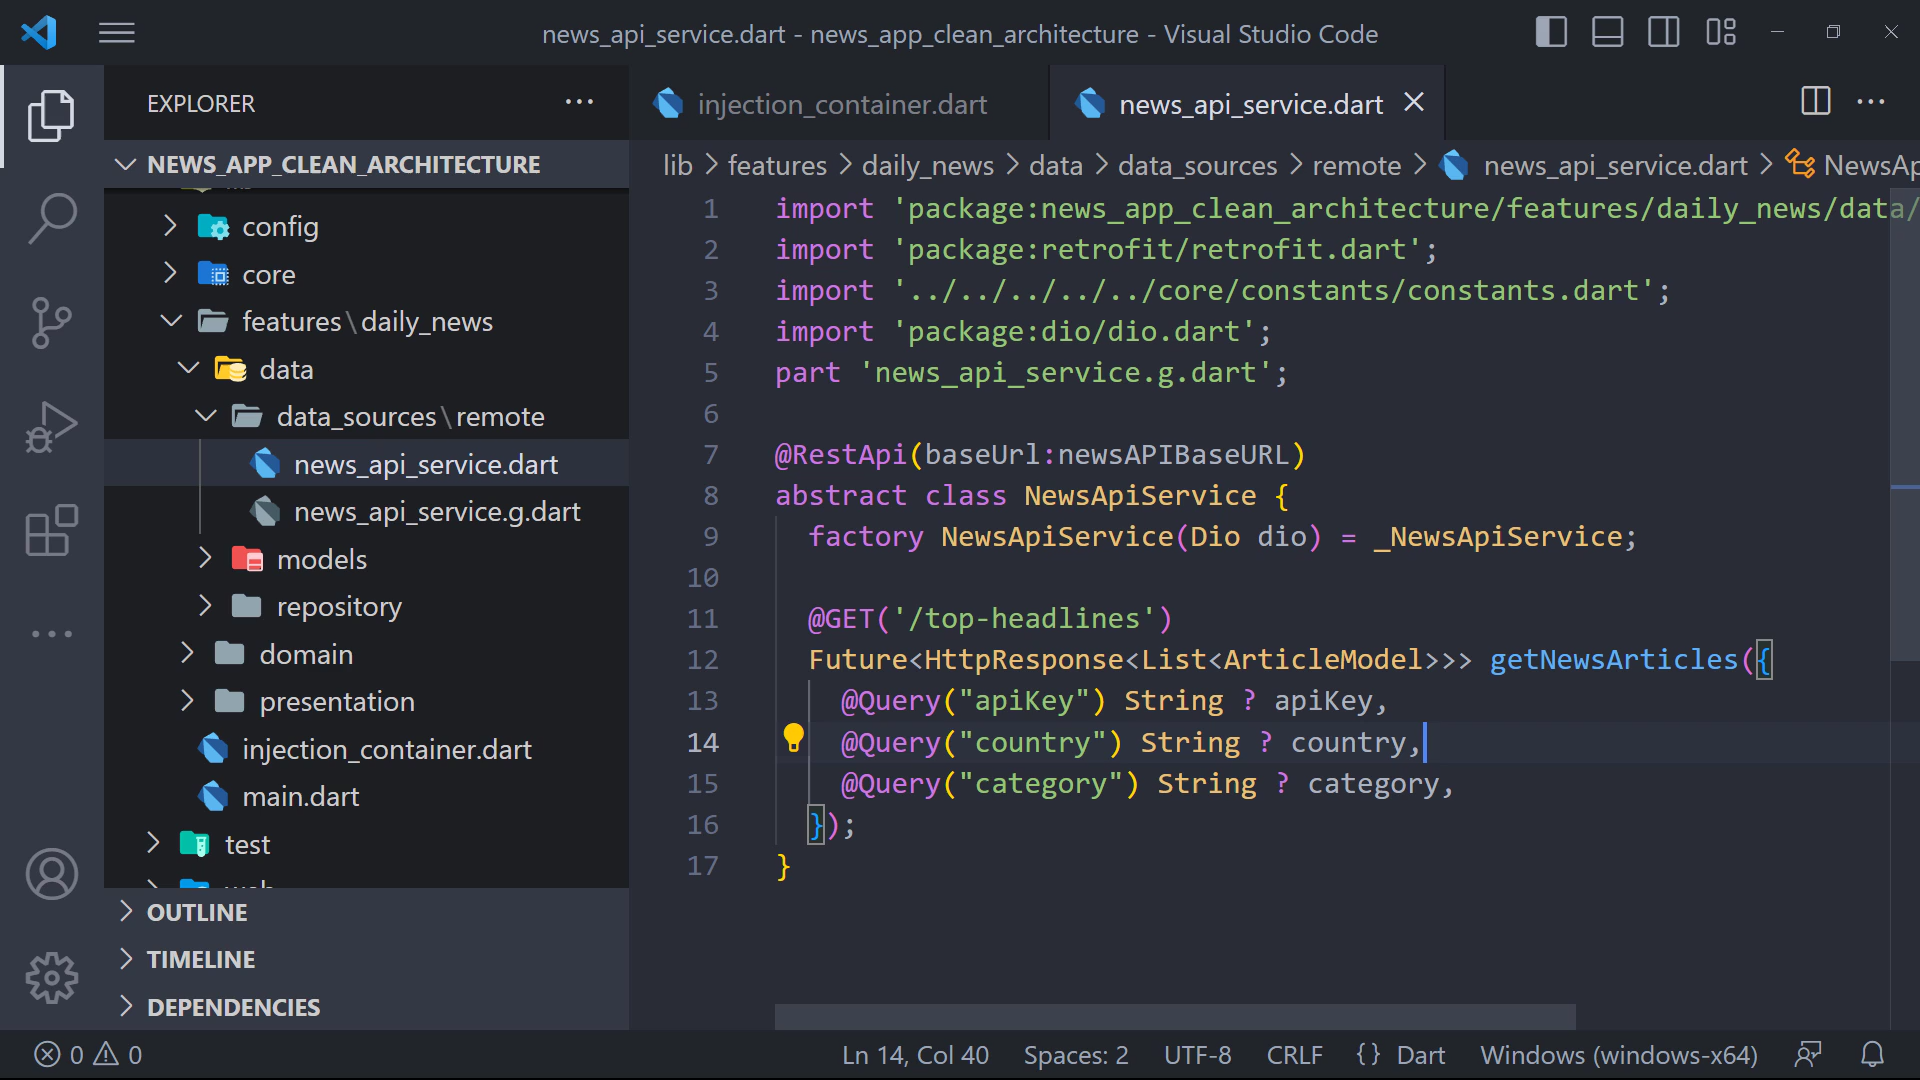 news_api_service.dart - news_app_clean_architecture - Visual Studio Code
EXPLORER
NEWS_APP_CLEAN_ARCHITECTURE
config
core
features\daily_news
data
data_sources\remote
news_api_service.dart
news_api_service.g.dart
models
repository
domain
presentation
injection_container.dart
main.dart
test
OUTLINE
TIMELINE
DEPENDENCIES
injection_container.dart
news_api_service.dart
lib > features > daily_news > data > data_sources > remote > news_api_service.dart > NewsAp
1 import 'package:news_app_clean_architecture/features/daily_news/data/
2 import 'package:retrofit/retrofit.dart';
3 import '../../../../../core/constants/constants.dart';
4 import 'package:dio/dio.dart';
5 part 'news_api_service.g.dart';
6
7 @RestApi(baseUrl:newsAPIBaseURL)
8 abstract class NewsApiService {
9 factory NewsApiService(Dio dio) = _NewsApiService;
10
11 @GET('/top-headlines')
12 Future<HttpResponse<List<ArticleModel>>> getNewsArticles({
13 @Query("apiKey") String ? apiKey,
14 @Query("country") String ? country,
15 @Query("category") String ? category,
16 });
17 }
0 0
Ln 14, Col 40
Spaces: 2
UTF-8
CRLF
{} Dart
Windows (windows-x64)